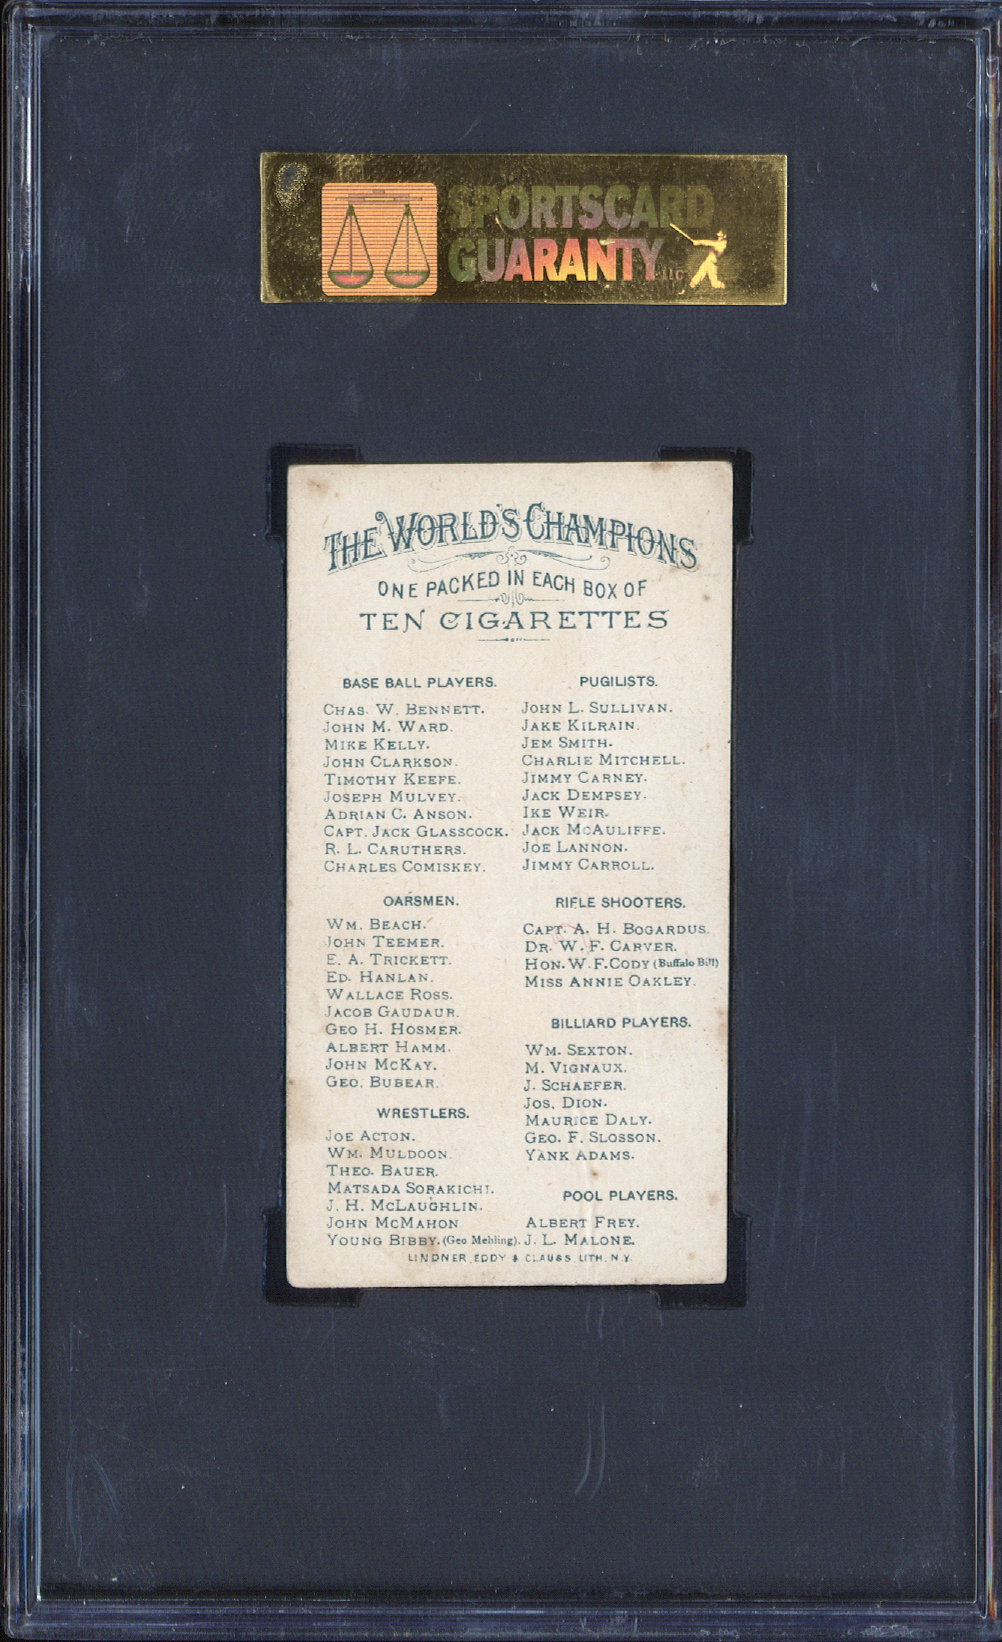 SPORTSCARD
GUARANTY LLC
THE WORLD'S CHAMPIONS
ONE PACKED IN EACH BOX OF
TEN CIGARETTES
BASE BALL PLAYERS.
CHAS. W. BENNETT.
JOHN M. WARD.
MIKE KELLY.
JOHN CLARKSON.
TIMOTHY KEEFE.
JOSEPH MULVEY.
ADRIAN C. ANSON.
CAPT. JACK GLASSCOCK.
R. L. CARUTHERS.
CHARLES COMISKEY.
OARSMEN.
WM. BEACH.
JOHN TEEMER.
E. A. TRICKETT.
ED. HANLAN.
WALLACE ROSS.
JACOB GAUDAUR.
GEO H. HOSMER.
ALBERT HAMM.
JOHN MCKAY.
GEO. BUBEAR.
WRESTLERS.
JOE ACTON.
WM. MULDOON.
THEO. BAUER.
MATSADA SORAKICHI.
J. H. MCLAUGHLIN.
JOHN MCMAHON
YOUNG BIBBY. (Geo Mehling).
PUGILISTS.
JOHN L. SULLIVAN.
JAKE KILRAIN.
JEM SMITH.
CHARLIE MITCHELL.
JIMMY CARNEY.
JACK DEMPSEY.
IKE WEIR.
JACK MCAULIFFE.
JOE LANNON.
JIMMY CARROLL.
RIFLE SHOOTERS.
CAPT. A. H. BOGARDUS.
DR. W. F. CARVER.
HON. W. F. CODY (Buffalo Bill)
MISS ANNIE OAKLEY.
BILLIARD PLAYERS.
WM. SEXTON.
M. VIGNAUX.
J. SCHAEFER.
JOS. DION.
MAURICE DALY.
GEO. F. SLOSSON.
YANK ADAMS.
POOL PLAYERS.
ALBERT FREY.
J. L. MALONE.
LINDNER, EDDY & CLAUSS, LITH, N.Y.